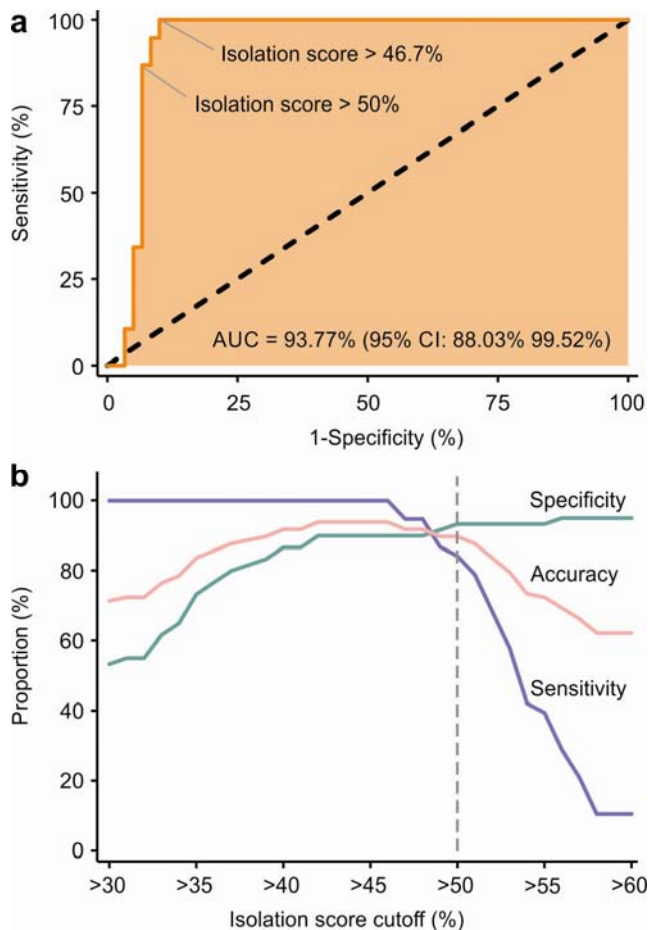 a
Sensitivity (%)
100
75
50
25
0
Isolation score > 46.7%
Isolation score > 50%
AUC = 93.77% (95% CI: 88.03% 99.52%)
0 25 50 75 100
1-Specificity (%)
b
Proportion (%)
100
80
60
40
20
0
Specificity
Accuracy
Sensitivity
>30 >35 >40 >45 >50 >55 >60
Isolation score cutoff (%)